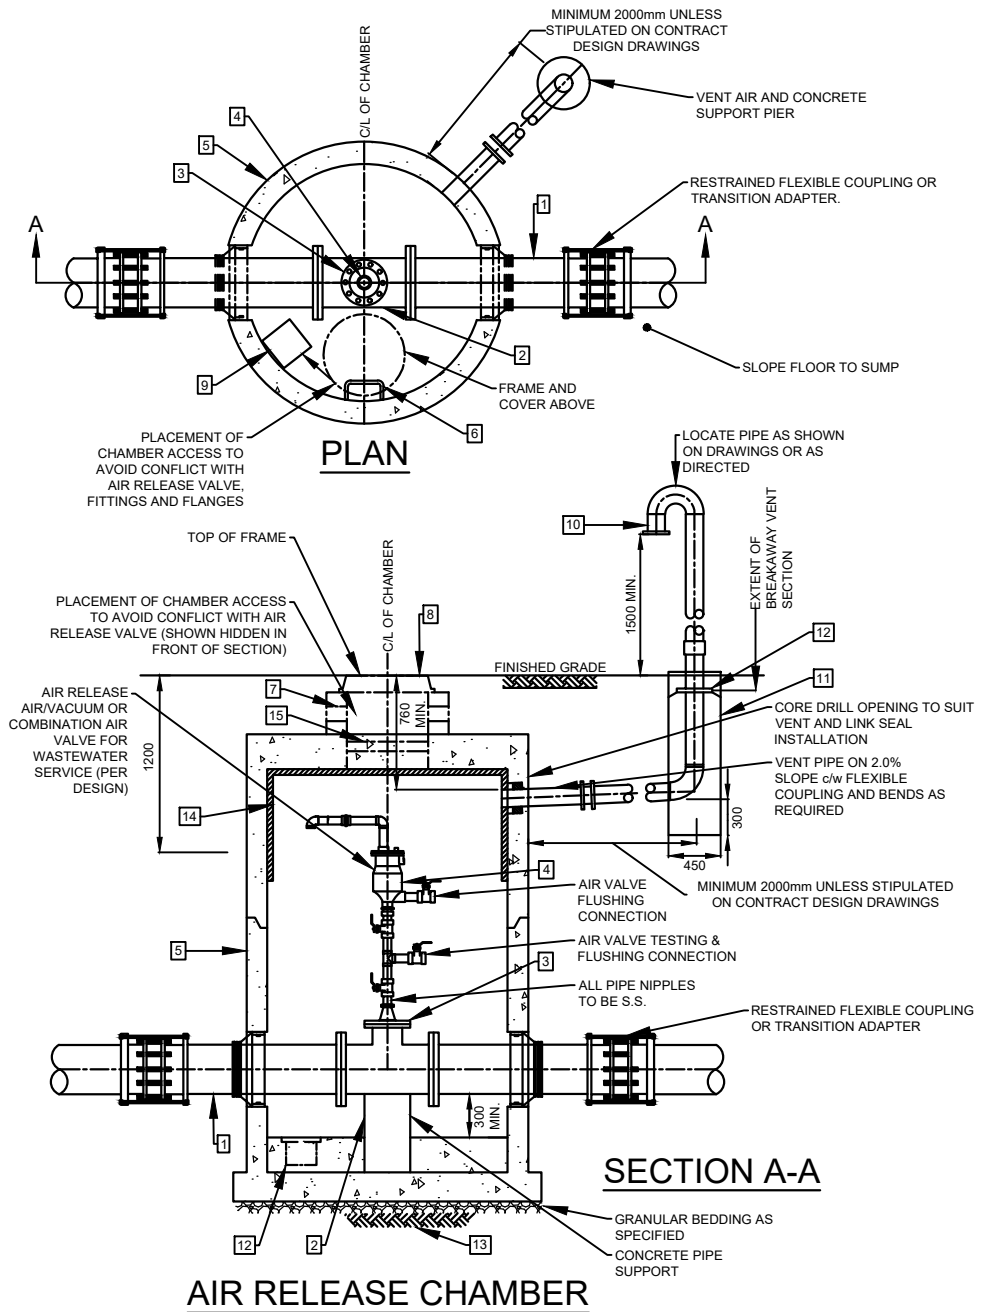 MINIMUM 2000mm UNLESS
STIPULATED ON CONTRACT
DESIGN DRAWINGS
C/L OF CHAMBER
4
5
3
VENT AIR AND CONCRETE
SUPPORT PIER
RESTRAINED FLEXIBLE COUPLING OR
TRANSITION ADAPTER.
1
A
A
2
9
SLOPE FLOOR TO SUMP
FRAME AND
COVER ABOVE
6
PLACEMENT OF
CHAMBER ACCESS TO
AVOID CONFLICT WITH
AIR RELEASE VALVE,
FITTINGS AND FLANGES
PLAN
LOCATE PIPE AS SHOWN
ON DRAWINGS OR AS
DIRECTED
10
TOP OF FRAME
C/L OF CHAMBER
1500 MIN.
EXTENT OF
BREAKAWAY VENT
SECTION
PLACEMENT OF CHAMBER ACCESS
TO AVOID CONFLICT WITH AIR
RELEASE VALVE (SHOWN HIDDEN IN
FRONT OF SECTION)
8
12
FINISHED GRADE
11
AIR RELEASE
AIR/VACUUM OR
COMBINATION AIR
VALVE FOR
WASTEWATER
SERVICE (PER
DESIGN)
7
15
760
MIN.
1200
CORE DRILL OPENING TO SUIT
VENT AND LINK SEAL
INSTALLATION
VENT PIPE ON 2.0%
SLOPE c/w FLEXIBLE
COUPLING AND BENDS AS
REQUIRED
14
300
450
4
AIR VALVE
FLUSHING
CONNECTION
MINIMUM 2000mm UNLESS STIPULATED
ON CONTRACT DESIGN DRAWINGS
5
AIR VALVE TESTING &
FLUSHING CONNECTION
3
ALL PIPE NIPPLES
TO BE S.S.
RESTRAINED FLEXIBLE COUPLING
OR TRANSITION ADAPTER
300
MIN.
1
SECTION A-A
12
2
13
GRANULAR BEDDING AS
SPECIFIED
CONCRETE PIPE
SUPPORT
AIR RELEASE CHAMBER